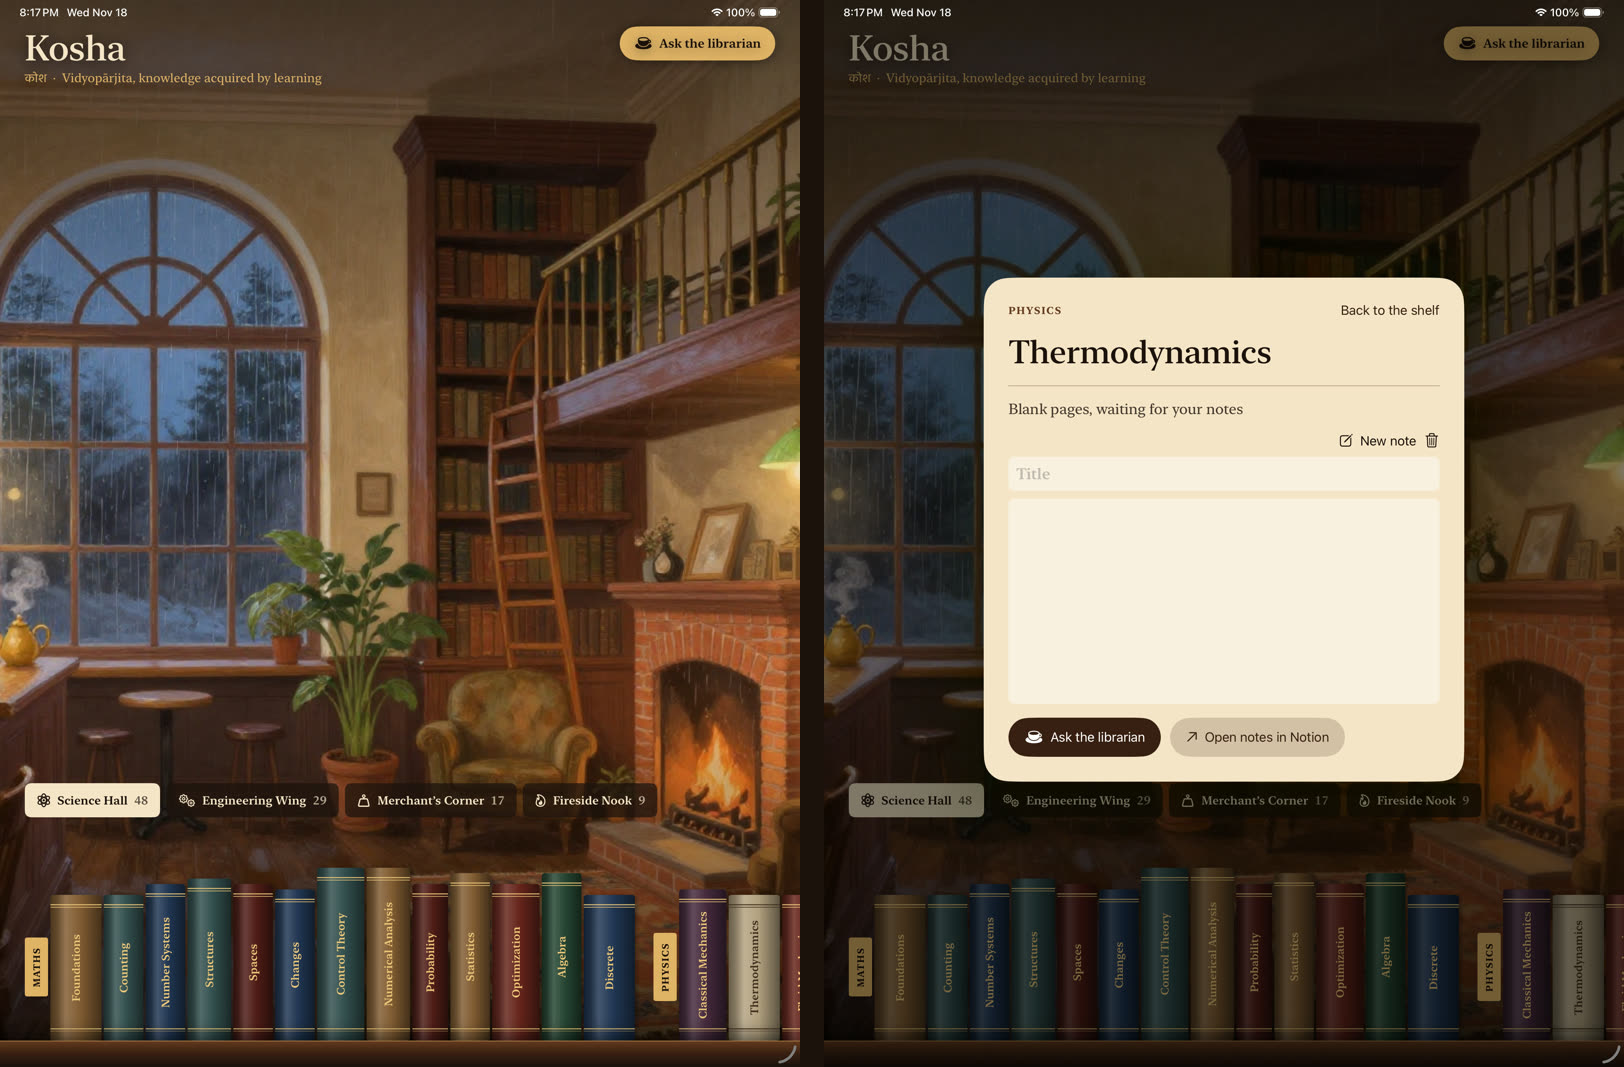 8:17 PM Wed Nov 18
100%
Kosha
Ask the librarian
कोश · Vidyopārjita, knowledge acquired by learning
Science Hall 48
Engineering Wing 29
Merchant's Corner 17
Fireside Nook 9
MATHS
Foundations
Counting
Number Systems
Structures
Spaces
Changes
Control Theory
Numerical Analysis
Probability
Statistics
Optimization
Algebra
Discrete
PHYSICS
Classical Mechanics
Thermodynamics
8:17 PM Wed Nov 18
100%
Kosha
Ask the librarian
कोश · Vidyopārjita, knowledge acquired by learning
PHYSICS
Back to the shelf
Thermodynamics
Blank pages, waiting for your notes
New note
Title
Ask the librarian
Open notes in Notion
Science Hall 48
Engineering Wing 29
Merchant's Corner 17
Fireside Nook 9
MATHS
Foundations
Counting
Number Systems
Structures
Spaces
Changes
Control Theory
Numerical Analysis
Probability
Statistics
Optimization
Algebra
Discrete
PHYSICS
Classical Mechanics
Thermodynamics